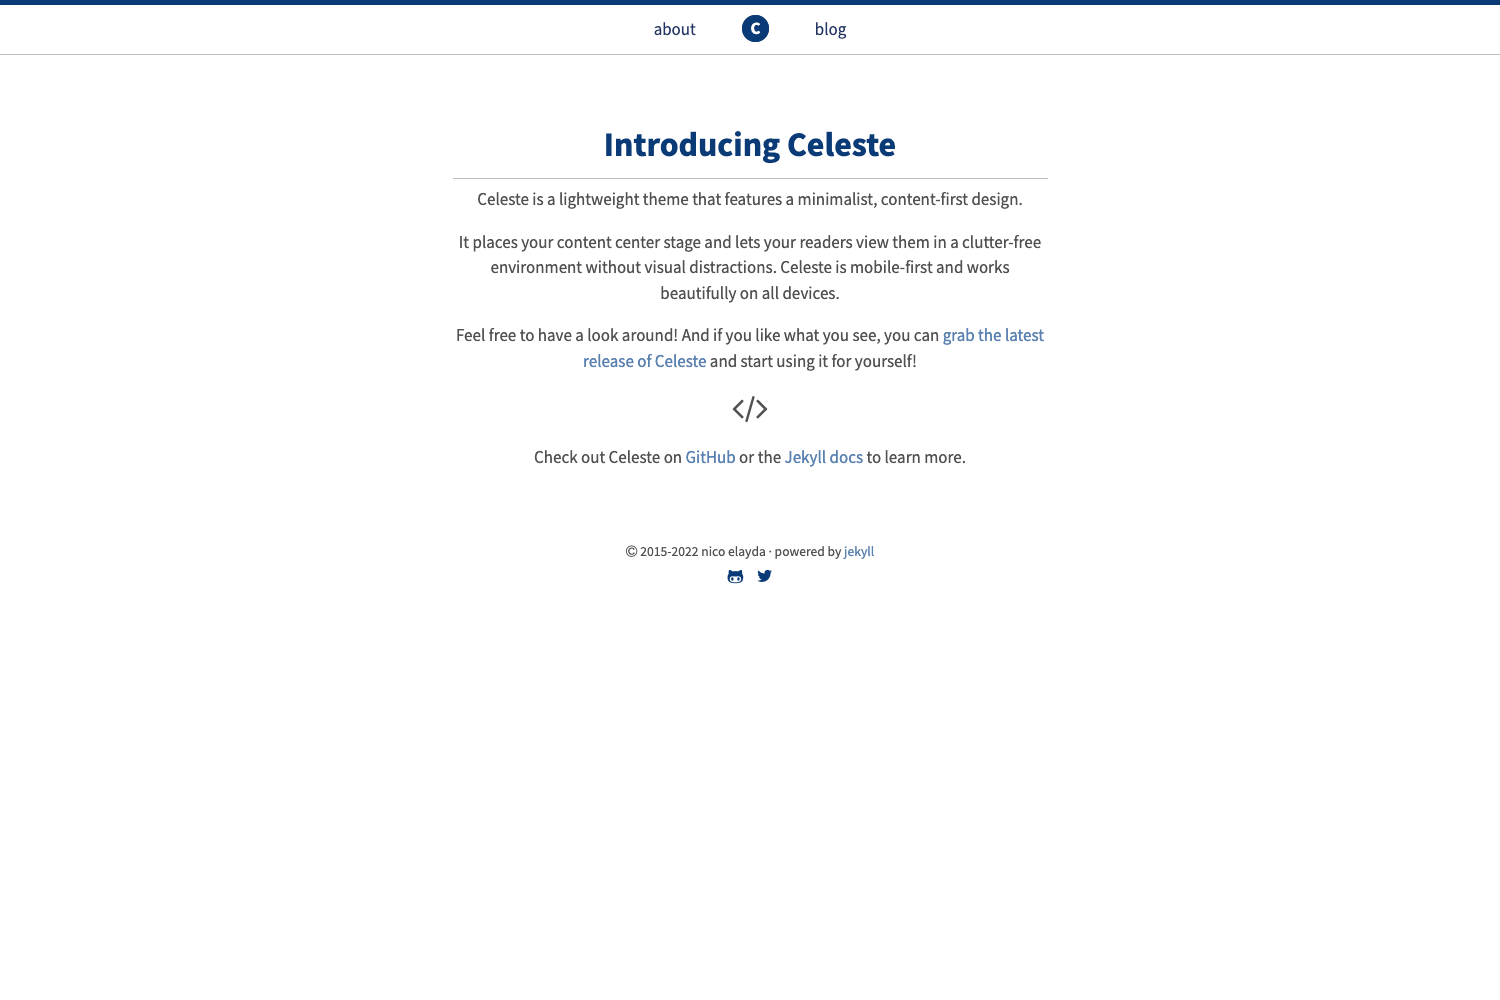 about C blog
Introducing Celeste
Celeste is a lightweight theme that features a minimalist, content-first design.
It places your content center stage and lets your readers view them in a clutter-free
environment without visual distractions. Celeste is mobile-first and works
beautifully on all devices.
Feel free to have a look around! And if you like what you see, you can grab the latest
release of Celeste and start using it for yourself!
</>
Check out Celeste on GitHub or the Jekyll docs to learn more.
© 2015-2022 nico elayda · powered by jekyll